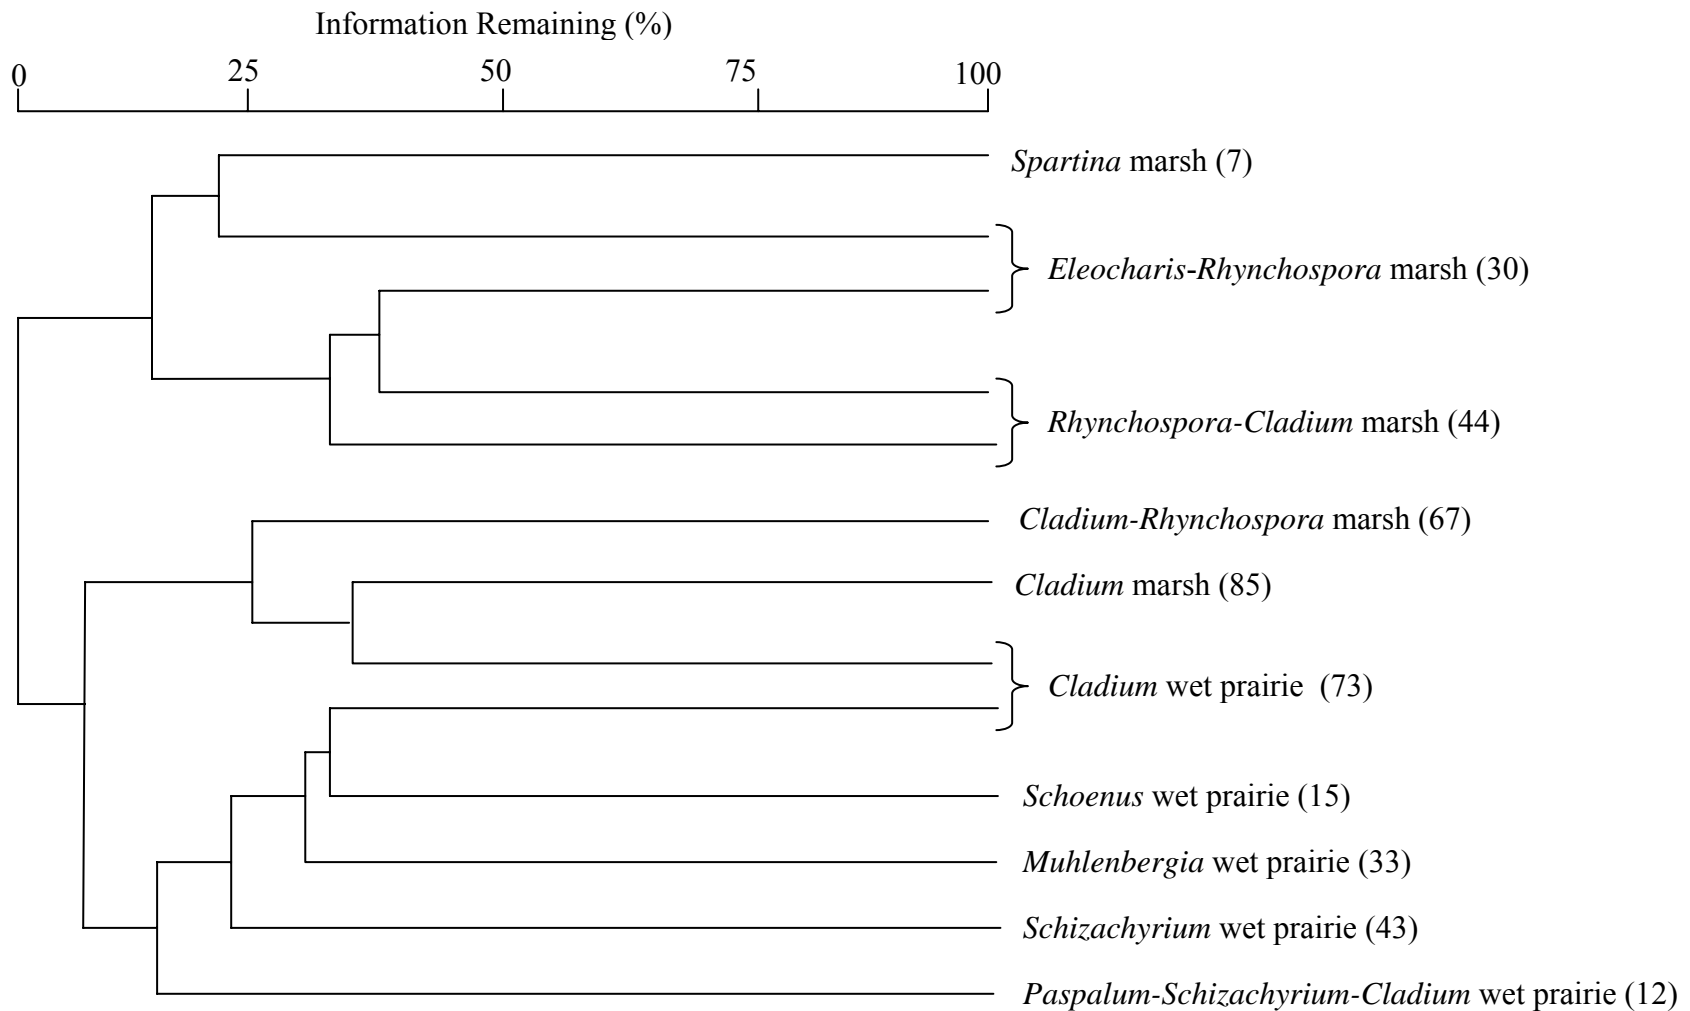 Information Remaining (%)
0 25 50 75 100
Spartina marsh (7)
Eleocharis-Rhynchospora marsh (30)
Rhynchospora-Cladium marsh (44)
Cladium-Rhynchospora marsh (67)
Cladium marsh (85)
Cladium wet prairie (73)
Schoenus wet prairie (15)
Muhlenbergia wet prairie (33)
Schizachyrium wet prairie (43)
Paspalum-Schizachyrium-Cladium wet prairie (12)